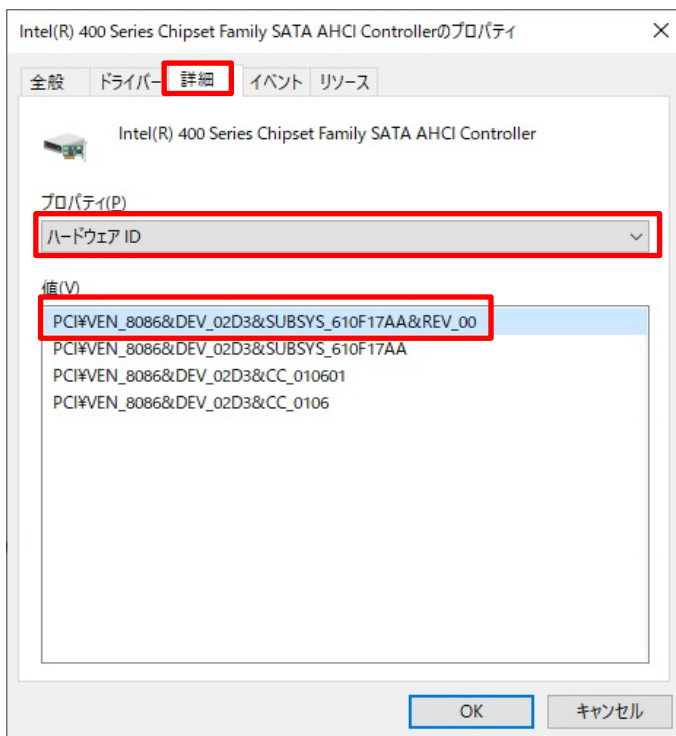 Intel(R) 400 Series Chipset Family SATA AHCI Controllerのプロパティ
全般 ドライバー 詳細 イベント リソース
Intel(R) 400 Series Chipset Family SATA AHCI Controller
プロパティ(P)
ハードウェア ID
値(V)
PCI¥VEN_8086&DEV_02D3&SUBSYS_610F17AA&REV_00
PCI¥VEN_8086&DEV_02D3&SUBSYS_610F17AA
PCI¥VEN_8086&DEV_02D3&CC_010601
PCI¥VEN_8086&DEV_02D3&CC_0106
OK キャンセル